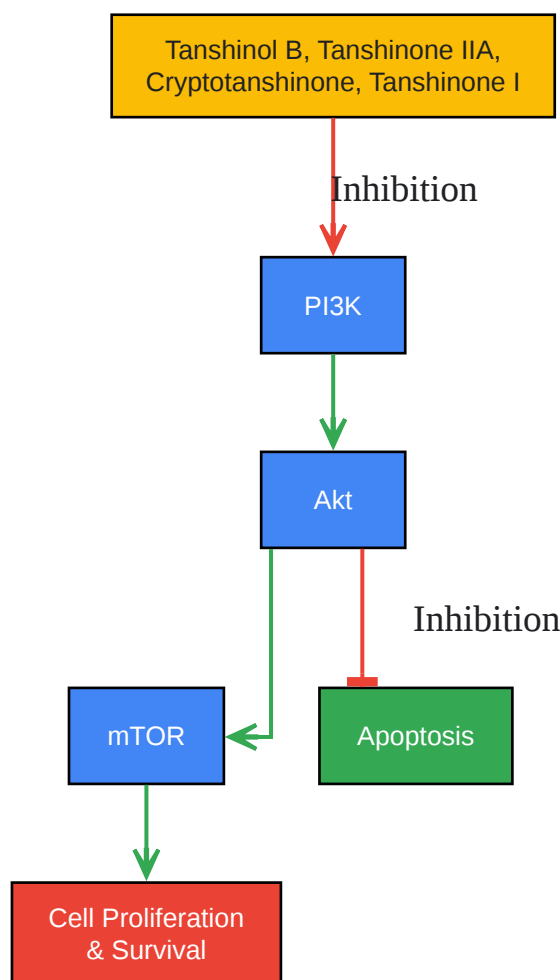 Tanshinol B, Tanshinone IIA,
Cryptotanshinone, Tanshinone I
Inhibition
PI3K
Akt
Inhibition
mTOR
Apoptosis
Cell Proliferation
& Survival